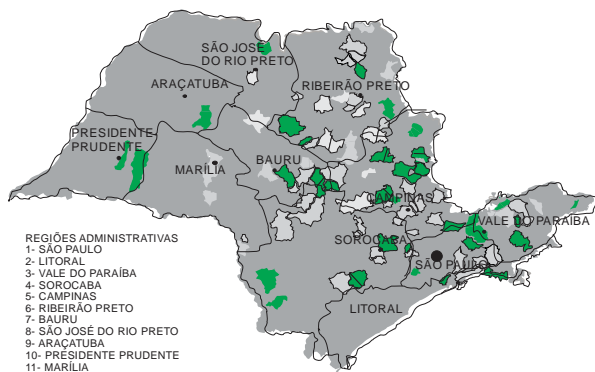 SÃO JOSÉ
DO RIO PRETO
ARAÇATUBA
RIBEIRÃO PRETO
PRESIDENTE
PRUDENTE
MARÍLIA
BAURU
CAMPINAS
VALE DO PARAÍBA
SOROCABA
SÃO PAULO
LITORAL
REGIÕES ADMINISTRATIVAS
1- SÃO PAULO
2- LITORAL
3- VALE DO PARAÍBA
4- SOROCABA
5- CAMPINAS
6- RIBEIRÃO PRETO
7- BAURU
8- SÃO JOSÉ DO RIO PRETO
9- ARAÇATUBA
10- PRESIDENTE PRUDENTE
11- MARÍLIA